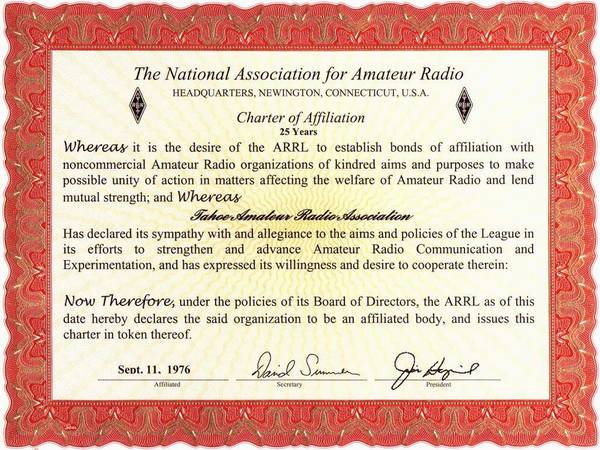 The National Association for Amateur Radio
HEADQUARTERS, NEWINGTON, CONNECTICUT, U.S.A.
Charter of Affiliation
25 Years
Whereas it is the desire of the ARRL to establish bonds of affiliation with
noncommercial Amateur Radio organizations of kindred aims and purposes to make
possible unity of action in matters affecting the welfare of Amateur Radio and lend
mutual strength; and Whereas
Tahoe Amateur Radio Association
Has declared its sympathy with and allegiance to the aims and policies of the League in
its efforts to strengthen and advance Amateur Radio Communication and
Experimentation, and has expressed its willingness and desire to cooperate therein:
Now Therefore, under the policies of its Board of Directors, the ARRL as of this
date hereby declares the said organization to be an affiliated body, and issues this
charter in token thereof.
Sept. 11, 1976 David Sumner
Affiliated Secretary President